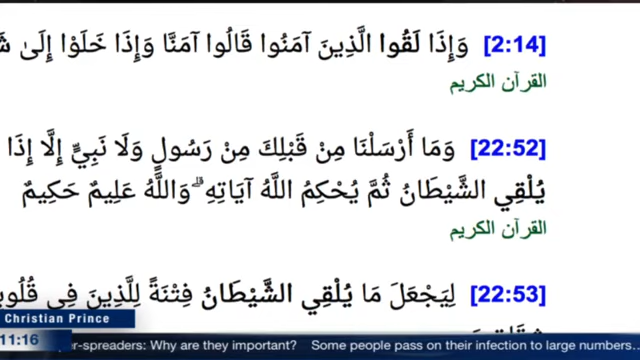 [2:14] وَإِذَا لَقُوا الَّذِينَ آمَنُوا قَالُوا آمَنَّا وَإِذَا خَلَوْا إِلَىٰ
القرآن الكريم
[22:52] وَمَا أَرْسَلْنَا مِنْ قَبْلِكَ مِنْ رَسُولٍ وَلَا نَبِيٍّ إِلَّا إِذَا
يُلْقِي الشَّيْطَانُ ثُمَّ يُحْكِمُ اللَّهُ آيَاتِهِ ۗ وَاللَّهُ عَلِيمٌ حَكِيمٌ
القرآن الكريم
[22:53] لِيَجْعَلَ مَا يُلْقِي الشَّيْطَانُ فِتْنَةً لِلَّذِينَ فِي
Christian Prince
11:16 er-spreaders: Why are they important? Some people pass on their infection to large numbers...